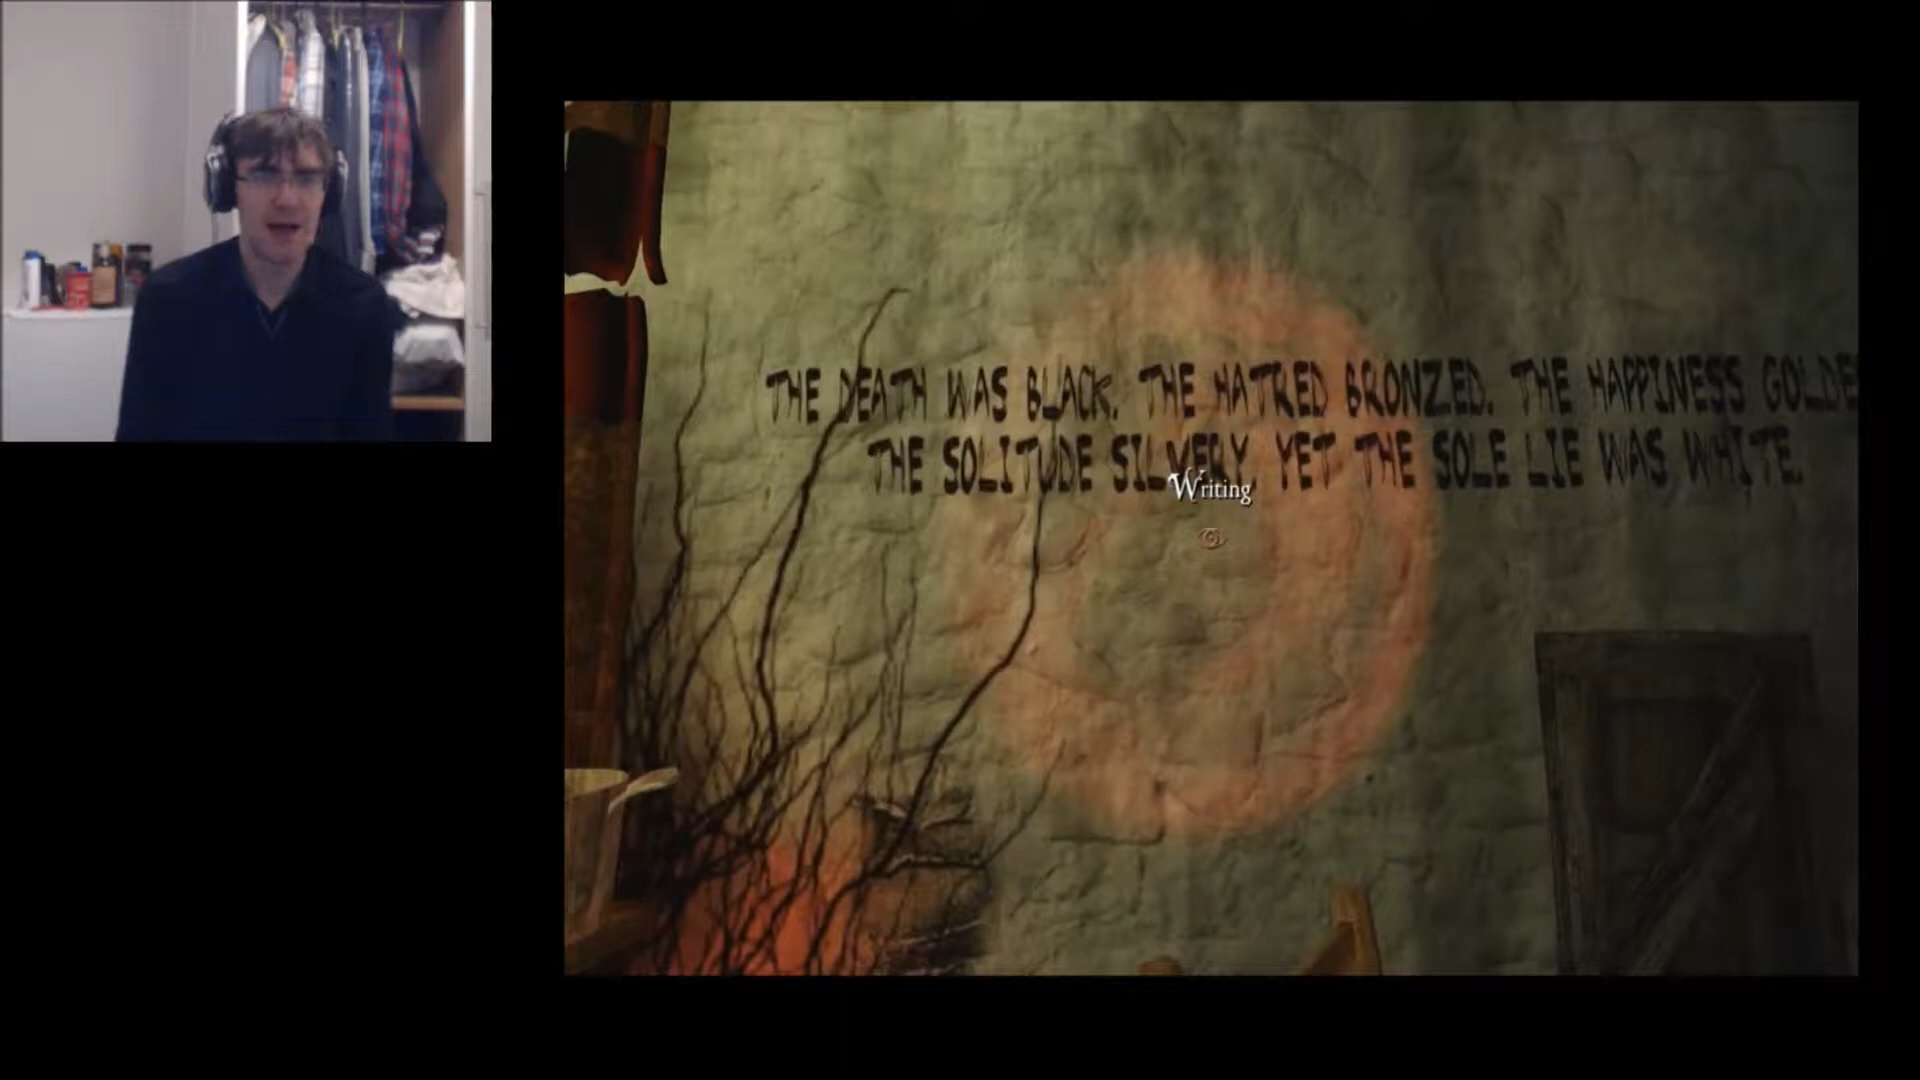 THE DEATH WAS BLACK. THE HATRED BRONZED. THE HAPPINESS GOLDE
THE SOLITUDE SILVERY. YET THE SOLE LIE WAS WHITE.
Writing